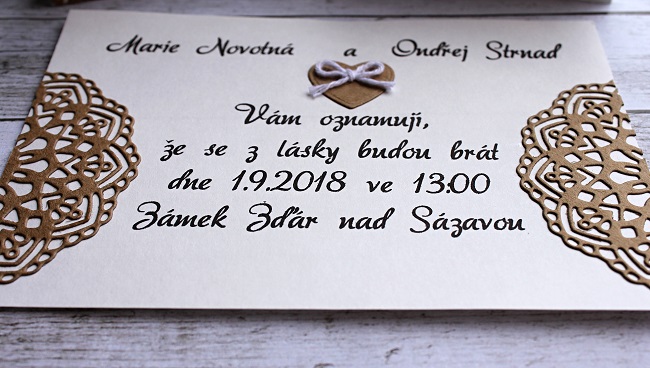 Marie Novotná a Ondřej Strnad
Vám oznamují,
že se z lásky budou brát
dne 1.9.2018 ve 13:00
Zámek Žďár nad Sázavou